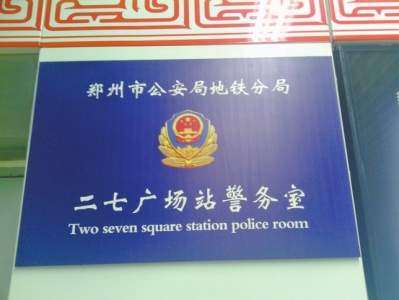 郑州市公安局地铁分局
二七广场站警务室
Two seven square station police room